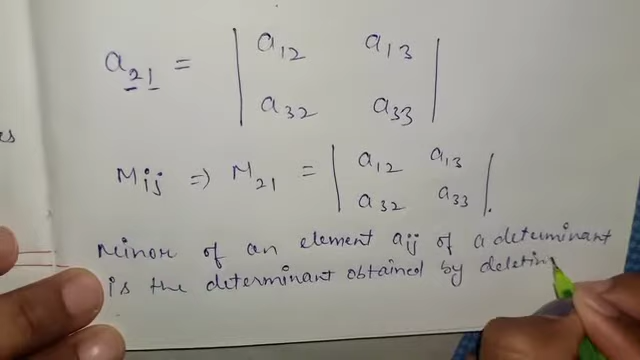 a₂₁ = | a₁₂ a₁₃ |
| a₃₂ a₃₃ |
Mij => M₂₁ = | a₁₂ a₁₃ |
| a₃₂ a₃₃ |.
Minor of an element aij of a determinant
is the determinant obtained by deletin